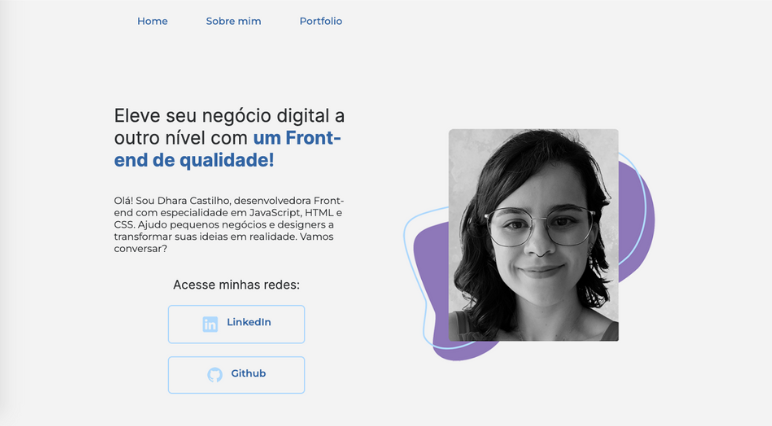 Home Sobre mim Portfolio
Eleve seu negócio digital a
outro nível com um Front-
end de qualidade!
Olá! Sou Dhara Castilho, desenvolvedora Front-
end com especialidade em JavaScript, HTML e
CSS. Ajudo pequenos negócios e designers a
transformar suas ideias em realidade. Vamos
conversar?
Acesse minhas redes:
LinkedIn
Github